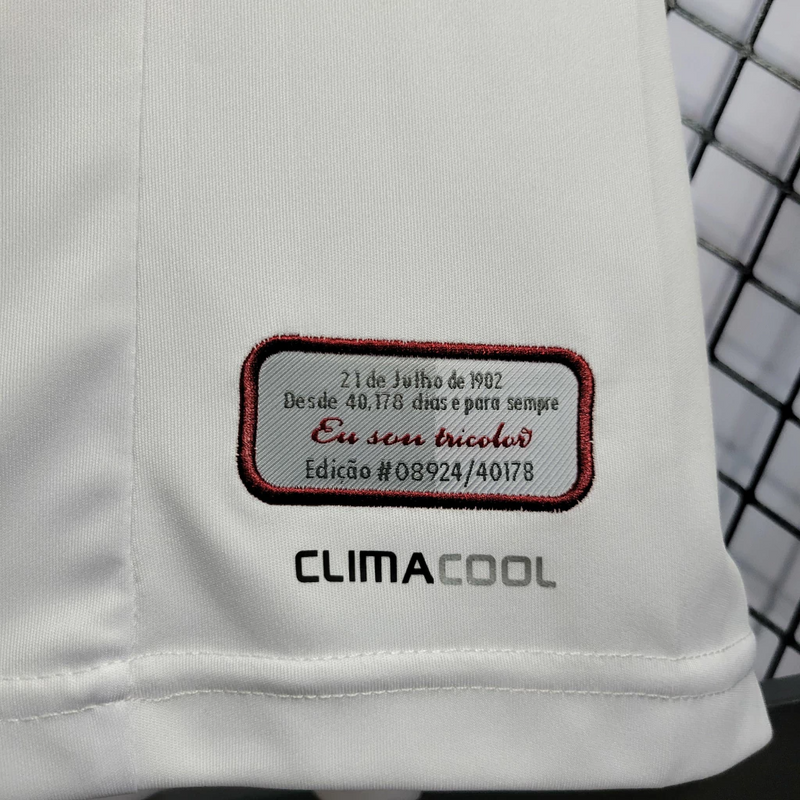 21 de Julho de 1902
Desde 40,178 dias e para sempre
Eu sou tricolor
Edição #08924/40178
CLIMACOOL